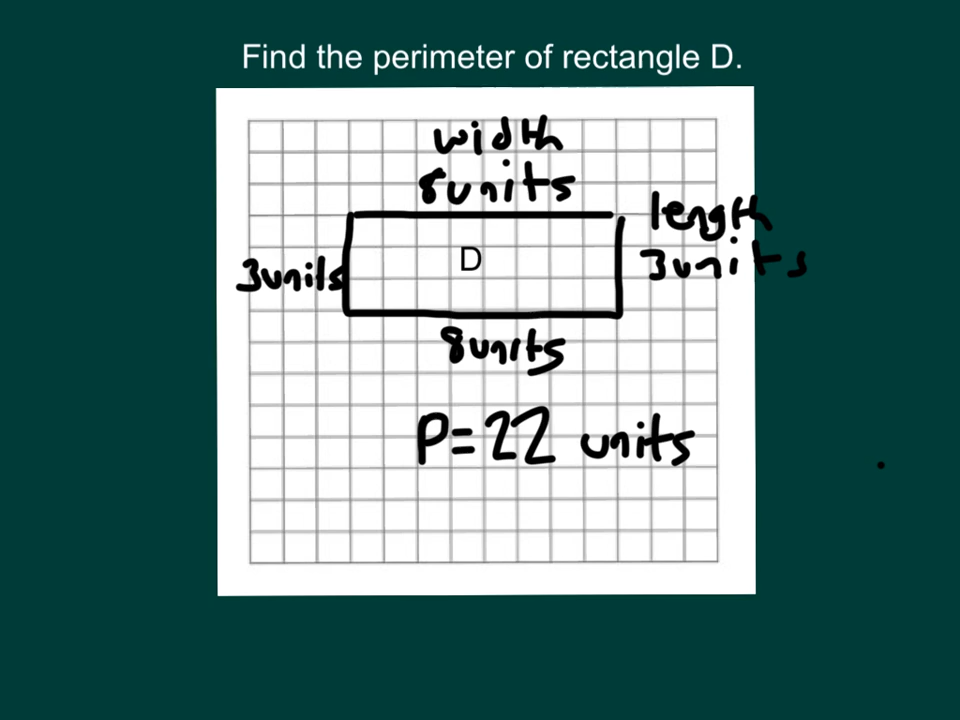 Find the perimeter of rectangle D.
width
8units
length
3units
D
3units
8units
P=22 units